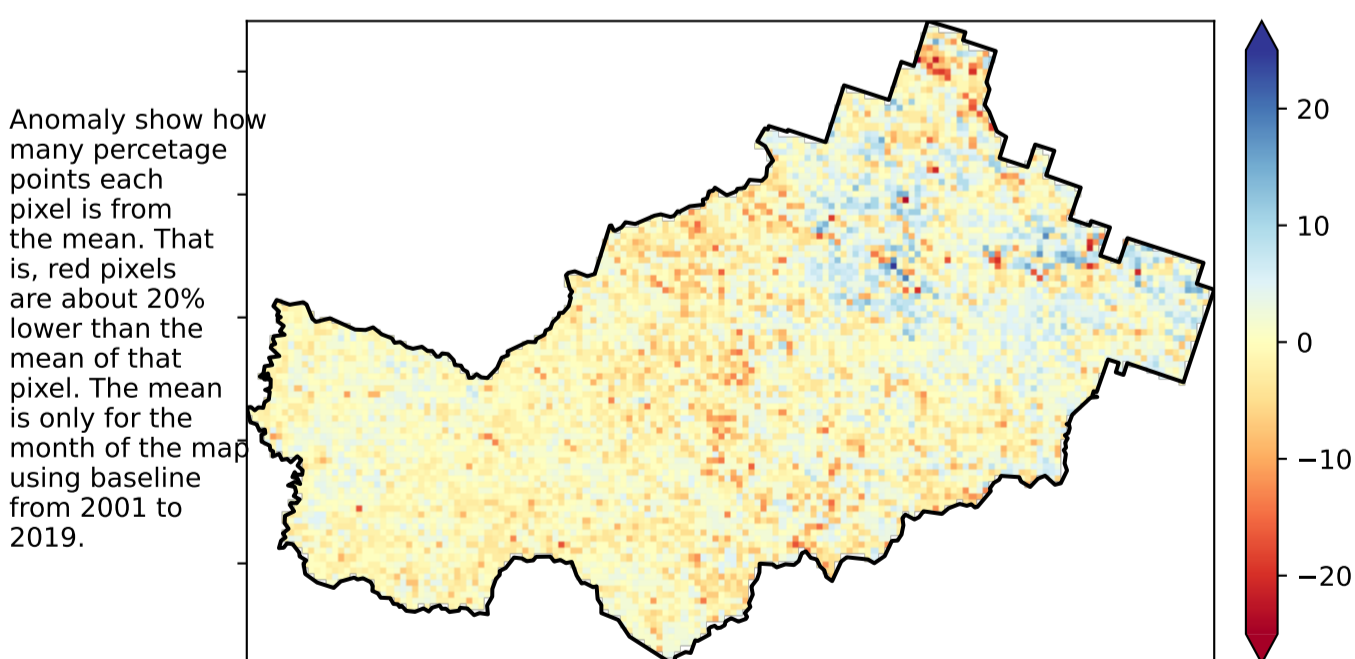 Anomaly show how
many percetage
points each
pixel is from
the mean. That
is, red pixels
are about 20%
lower than the
mean of that
pixel. The mean
is only for the
month of the map
using baseline
from 2001 to
2019.
20
10
0
−10
−20